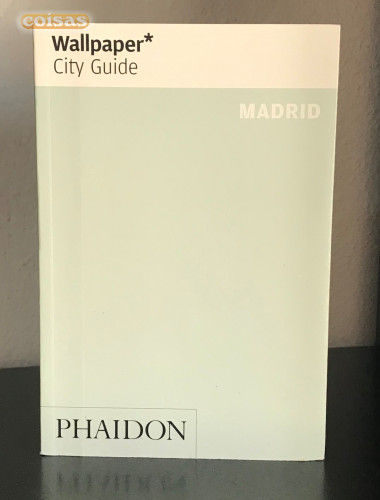 coisas
Wallpaper*
City Guide
MADRID
PHAIDON